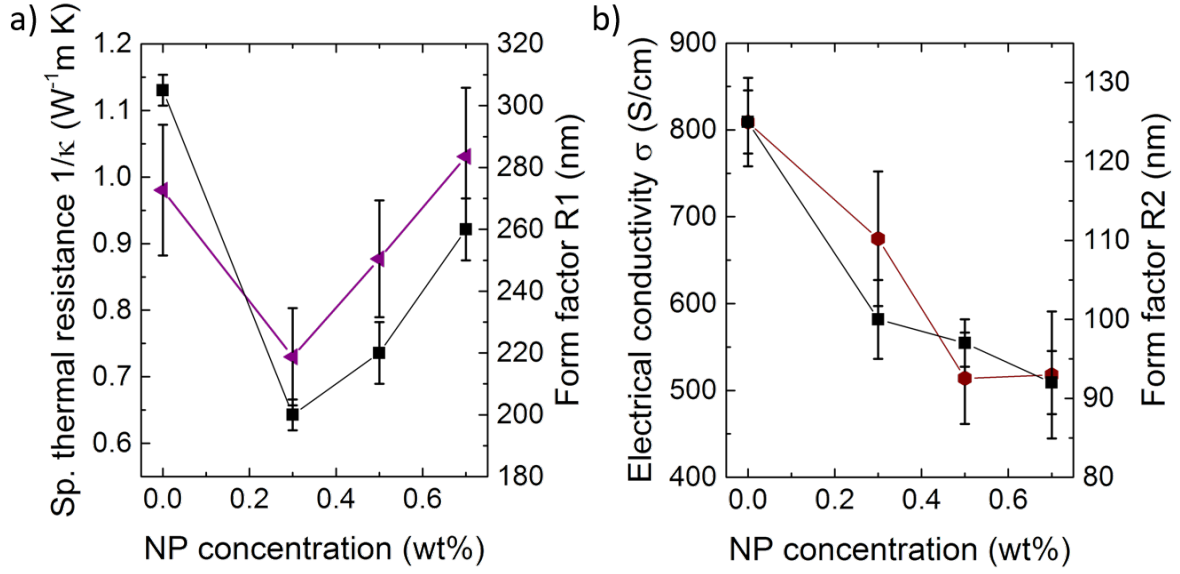 a)
Sp. thermal resistance 1/κ (W⁻¹m K)
1.2
1.1
1.0
0.9
0.8
0.7
0.6
320
300
280
260
240
220
200
180
Form factor R1 (nm)
0.0 0.2 0.4 0.6
NP concentration (wt%)
b)
Electrical conductivity σ (S/cm)
900
800
700
600
500
400
130
120
110
100
90
80
Form factor R2 (nm)
0.0 0.2 0.4 0.6
NP concentration (wt%)